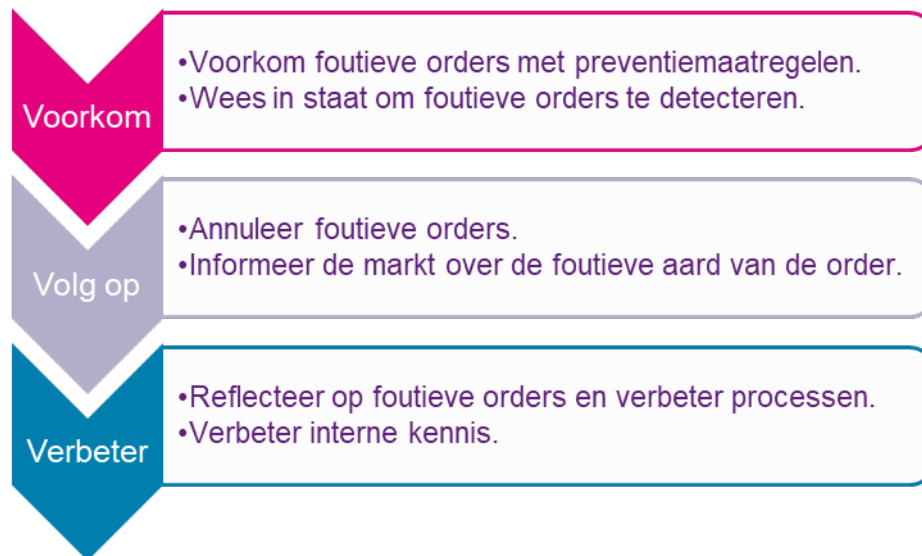 Voorkom
•Voorkom foutieve orders met preventiemaatregelen.
•Wees in staat om foutieve orders te detecteren.
Volg op
•Annuleer foutieve orders.
•Informeer de markt over de foutieve aard van de order.
Verbeter
•Reflecteer op foutieve orders en verbeter processen.
•Verbeter interne kennis.